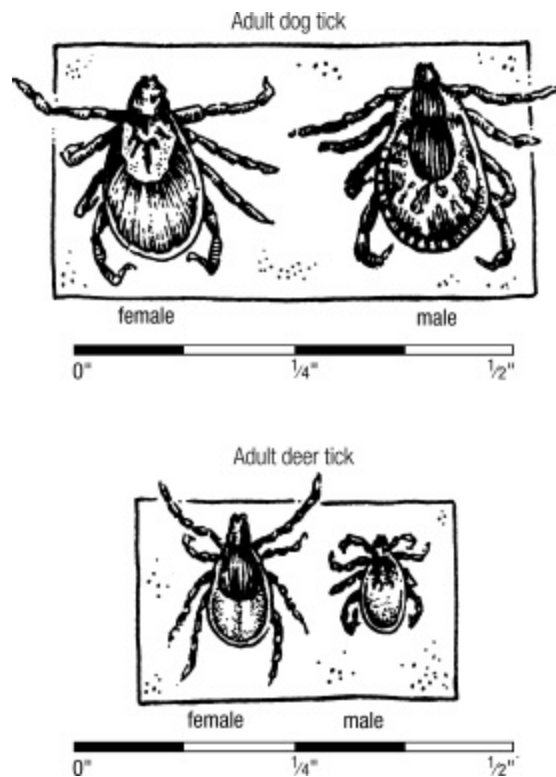 Adult dog tick
female male
0" 1/4" 1/2"
Adult deer tick
female male
0" 1/4" 1/2"